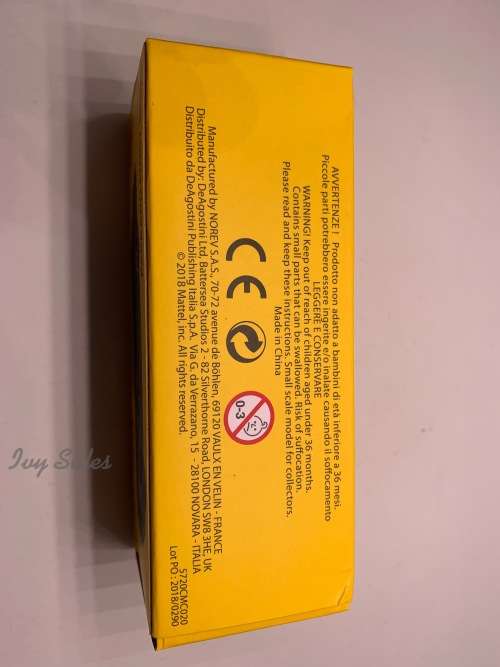 AVVERTENZE ! Prodotto non adatto a bambini di età inferiore a 36 mesi.
Piccole parti potrebbero essere ingerite e/o inalate causando il soffocamento
LEGGERE E CONSERVARE
WARNING! Keep out of reach of children aged under 36 months.
Contains small parts that can be swallowed. Risk of suffocation.
Please read and keep these instructions. Small scale model for collectors.
Made in China
CE
0-3
Manufactured by NOREV S.A.S., 70-72 avenue de Bohlen, 69120 VAULX EN VELIN - FRANCE
Distributed by: DeAgostini Ltd, Battersea Studios 2 - 82 Silverthorne Road, LONDON SW8 3HE, UK
Distribuito da DeAgostini Publishing Italia S.p.A. Via G. da Verrazano, 15 - 28100 NOVARA - ITALIA
© 2018 Mattel, inc. All rights reserved.
5720CMC020
Lot PO : 2018/0290
Ivy Sales